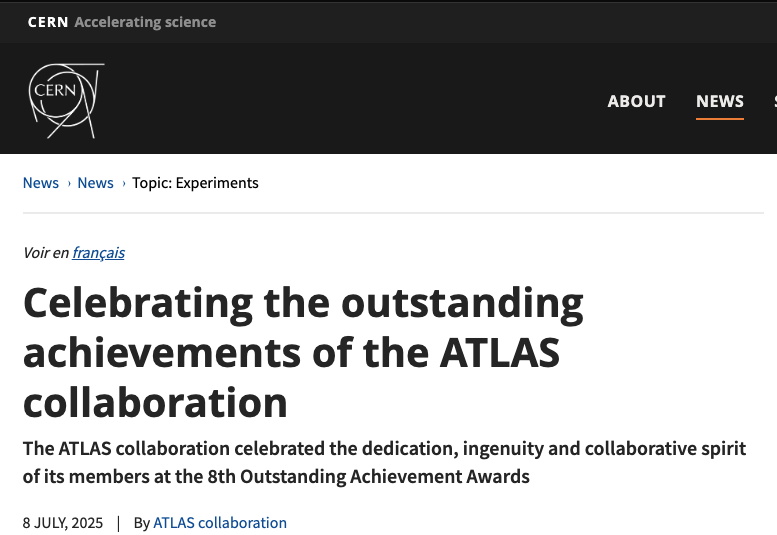 CERN Accelerating science
CERN
ABOUT NEWS
News › News › Topic: Experiments
Voir en français
Celebrating the outstanding
achievements of the ATLAS
collaboration
The ATLAS collaboration celebrated the dedication, ingenuity and collaborative spirit
of its members at the 8th Outstanding Achievement Awards
8 JULY, 2025 | By ATLAS collaboration